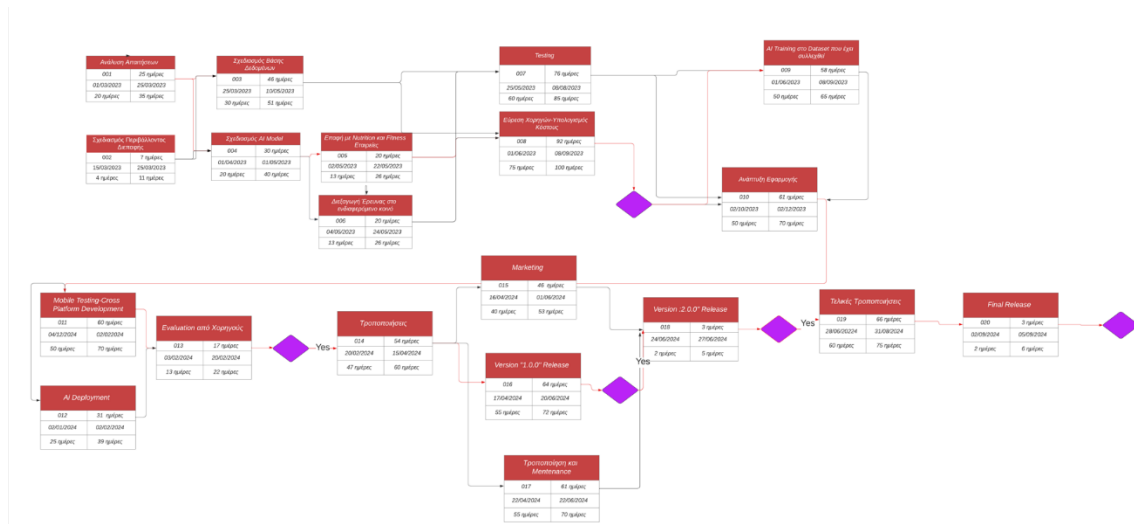 Ανάλυση Απαιτήσεων
001 25 ημέρες
01/03/2023 25/03/2023
20 ημέρες 35 ημέρες
Σχεδιασμός Περιβάλλοντος διεπαφής
002 7 ημέρες
15/03/2023 25/03/2023
4 ημέρες 11 ημέρες
Σχεδιασμός Βάσης
Δεδομένων
003 46 ημέρες
25/03/2023 10/05/2023
30 ημέρες 51 ημέρες
Σχεδιασμός AI Model
004 30 ημέρες
01/04/2023 01/05/2023
20 ημέρες 40 ημέρες
Επαφή με Nutrition και Fitness
Εταιρείες
005 20 ημέρες
02/05/2023 22/05/2023
13 ημέρες 26 ημέρες
Διεξαγωγή Έρευνας στο
ενδιαφερόμενο κοινό
006 20 ημέρες
04/05/2023 24/05/2023
13 ημέρες 26 ημέρες
Testing
007 76 ημέρες
25/05/2023 09/08/2023
60 ημέρες 85 ημέρες
Εύρεση Χορηγών-Υπολογισμός
Κόστους
008 92 ημέρες
01/06/2023 09/09/2023
75 ημέρες 100 ημέρες
AI Training στο Dataset που έχει
συλλεχθεί
009 58 ημέρες
01/06/2023 09/09/2023
50 ημέρες 65 ημέρες
Ανάπτυξη Εφαρμογής
010 61 ημέρες
02/10/2023 02/12/2023
50 ημέρες 70 ημέρες
Mobile Testing-Cross
Platform Development
011 60 ημέρες
04/12/2024 02/02/2024
50 ημέρες 70 ημέρες
AI Deployment
012 31 ημέρες
02/01/2024 02/02/2024
25 ημέρες 39 ημέρες
Evaluation από Χορηγούς
013 17 ημέρες
03/02/2024 20/02/2024
13 ημέρες 22 ημέρες
Yes
Τροποποιήσεις
014 54 ημέρες
20/02/2024 15/04/2024
47 ημέρες 60 ημέρες
Marketing
015 46 ημέρες
16/04/2024 01/06/2024
40 ημέρες 53 ημέρες
Version "1.0.0" Release
016 64 ημέρες
17/04/2024 20/06/2024
55 ημέρες 72 ημέρες
Τροποποίηση και
Mentenance
017 61 ημέρες
22/04/2024 22/06/2024
55 ημέρες 70 ημέρες
Yes
Version :2.0.0" Release
018 3 ημέρες
24/06/2024 27/06/2024
2 ημέρες 5 ημέρες
Yes
Τελικές Τροποποιήσεις
019 66 ημέρες
28/06/2024 31/08/2024
60 ημέρες 75 ημέρες
Final Release
020 3 ημέρες
02/09/2024 05/09/2024
2 ημέρες 6 ημέρες